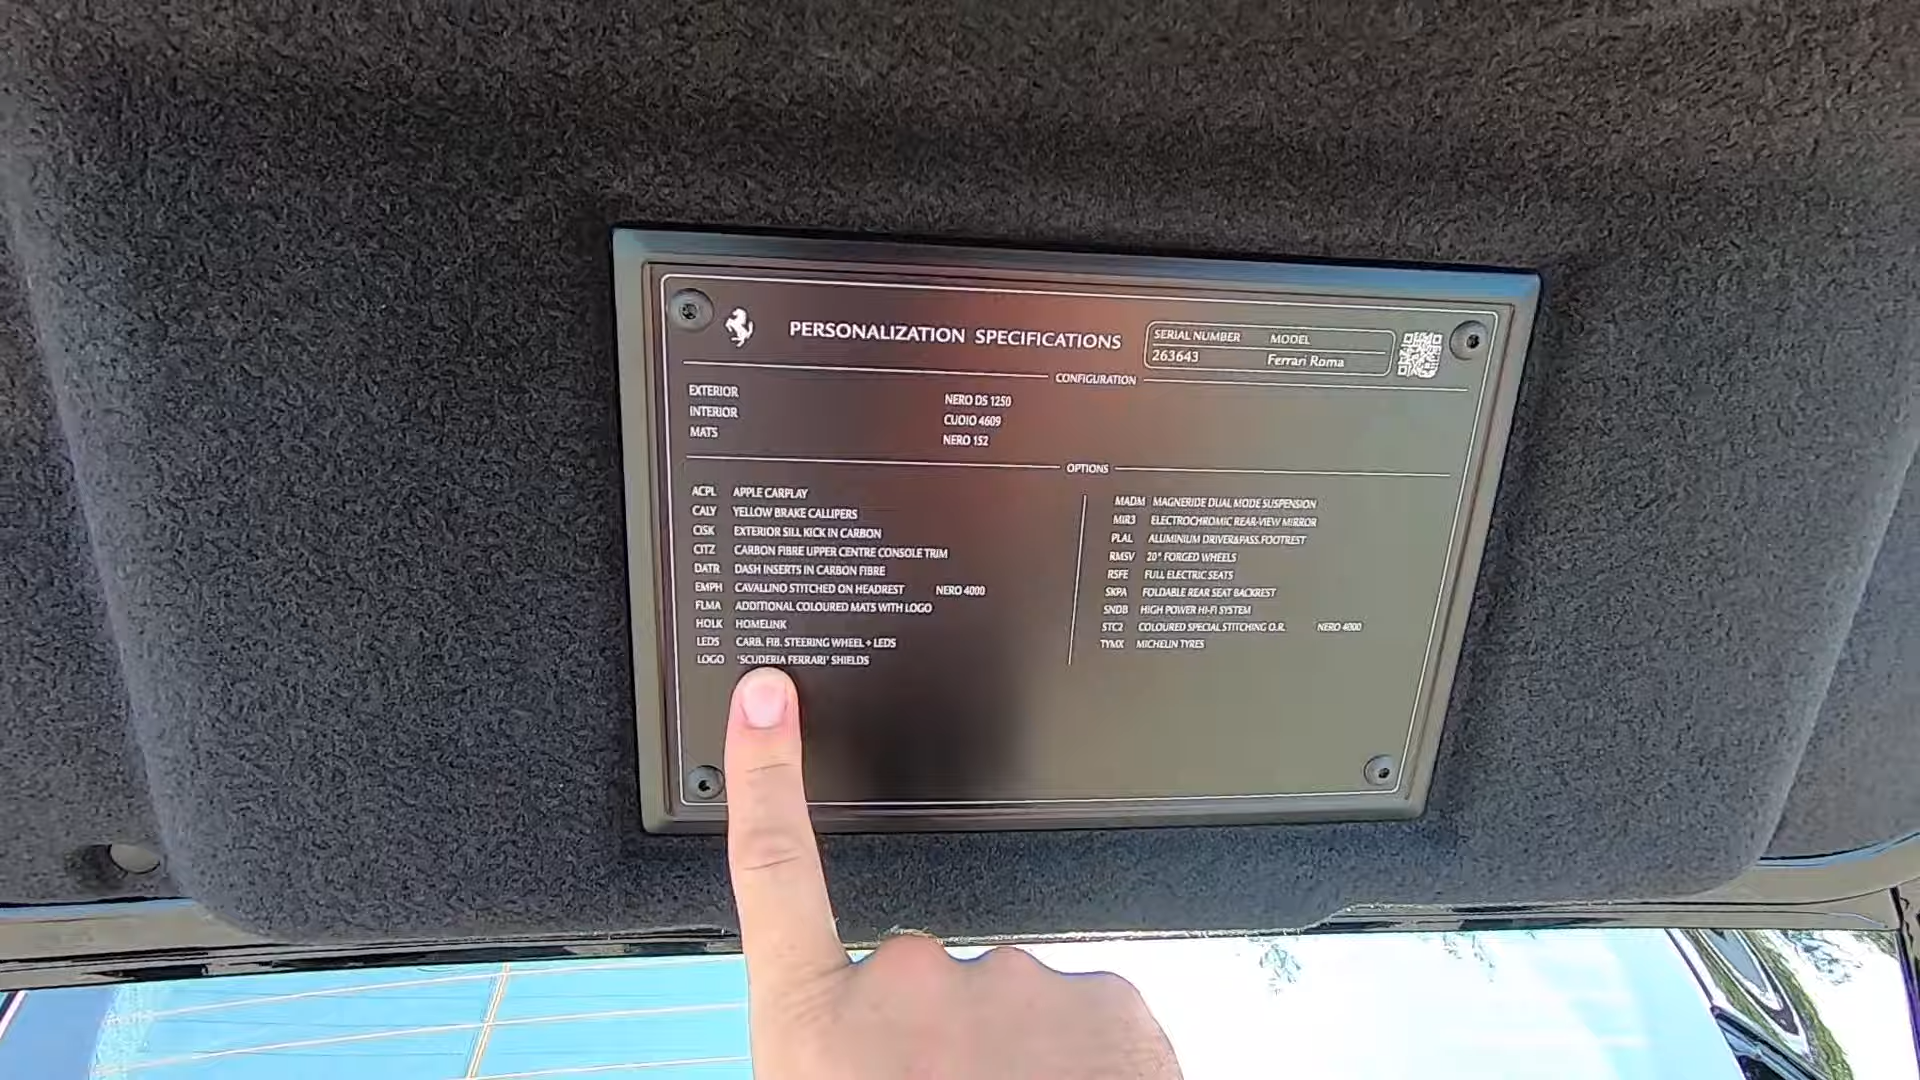 PERSONALIZATION SPECIFICATIONS
SERIAL NUMBER MODEL
263643 Ferrari Roma
CONFIGURATION
EXTERIOR NERO DS 1250
INTERIOR CUOIO 4609
MATS NERO 152
OPTIONS
ACPL APPLE CARPLAY
CALY YELLOW BRAKE CALLIPERS
CISK EXTERIOR SILL KICK IN CARBON
CITZ CARBON FIBRE UPPER CENTRE CONSOLE TRIM
DATR DASH INSERTS IN CARBON FIBRE
EMPH CAVALLINO STITCHED ON HEADREST NERO 4000
FLMA ADDITIONAL COLOURED MATS WITH LOGO
HOLK HOMELINK
LEDS CARB. FIB. STEERING WHEEL + LEDS
LOGO 'SCUDERIA FERRARI' SHIELDS
MADM MAGNERIDE DUAL MODE SUSPENSION
MIR3 ELECTROCHROMIC REAR-VIEW MIRROR
PLAL ALUMINIUM DRIVER&PASS.FOOTREST
RMSV 20" FORGED WHEELS
RSFE FULL ELECTRIC SEATS
SKPA FOLDABLE REAR SEAT BACKREST
SNDB HIGH POWER HI-FI SYSTEM
STC2 COLOURED SPECIAL STITCHING O.R. NERO 4000
TYMX MICHELIN TYRES